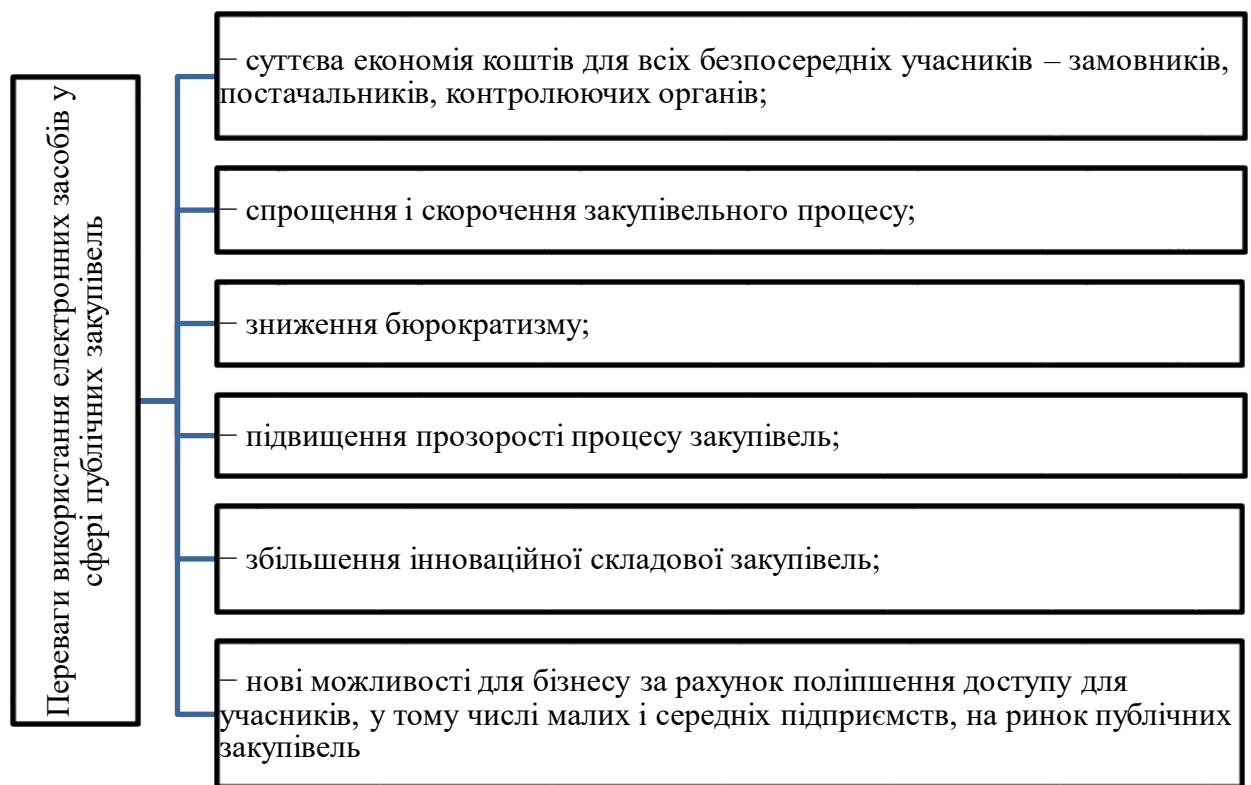 Переваги використання електронних засобів у
сфері публічних закупівель
– суттєва економія коштів для всіх безпосередніх учасників – замовників,
постачальників, контролюючих органів;
– спрощення і скорочення закупівельного процесу;
– зниження бюрократизму;
– підвищення прозорості процесу закупівель;
– збільшення інноваційної складової закупівель;
– нові можливості для бізнесу за рахунок поліпшення доступу для
учасників, у тому числі малих і середніх підприємств, на ринок публічних
закупівель